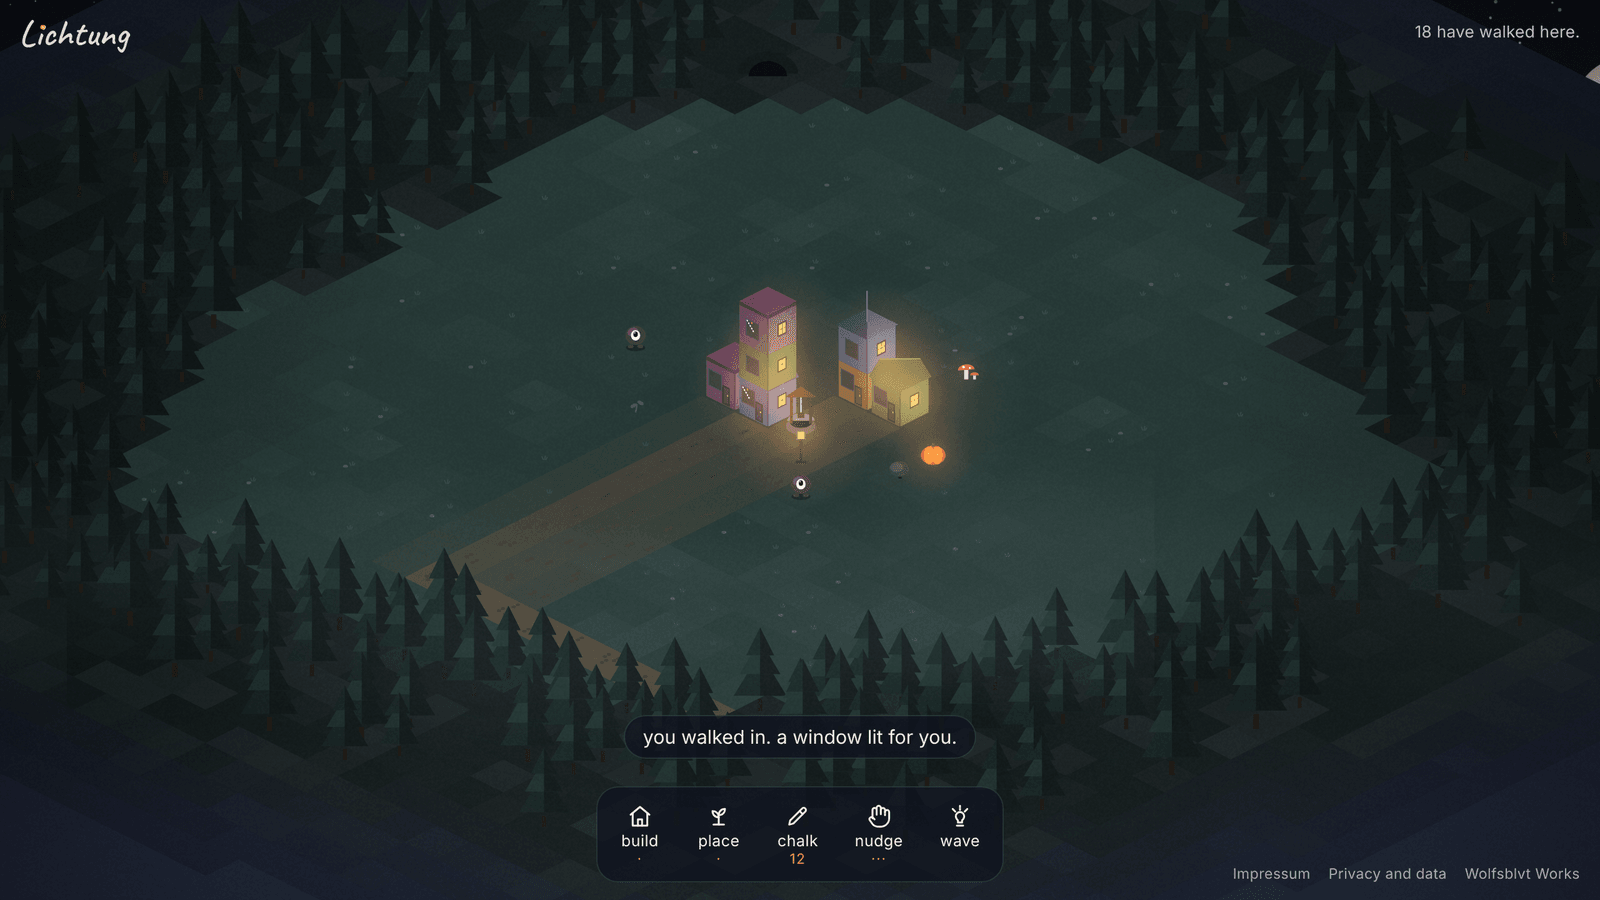 Lichtung
18 have walked here.
you walked in. a window lit for you.
build
place
chalk
nudge
wave
12
Impressum
Privacy and data
Wolfsblvt Works